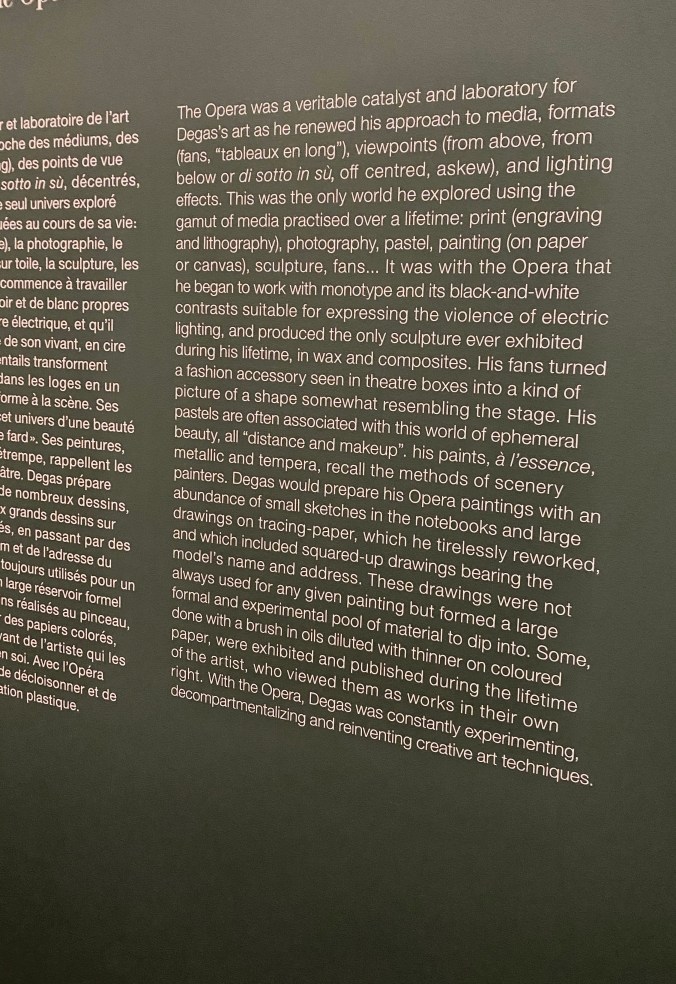 et laboratoire de l'art
des médiums, des
des points de vue
sotto in sù, décentrés,
seul univers exploré
au cours de sa vie:
la photographie, le
sur toile, la sculpture, les
commence à travailler
et de blanc propres
électrique, et qu'il
de son vivant, en cire
transforment
dans les loges en un
à la scène. Ses
univers d'une beauté
fard». Ses peintures,
rappellent les
Degas prépare
de nombreux dessins,
grands dessins sur
en passant par des
et de l'adresse du
toujours utilisés pour un
large réservoir formel
réalisés au pinceau,
des papiers colorés,
de l'artiste qui les
en soi. Avec l'Opéra
de décloisonner et de
plastique.
The Opera was a veritable catalyst and laboratory for
Degas's art as he renewed his approach to media, formats
(fans, "tableaux en long"), viewpoints (from above, from
below or di sotto in sù, off centred, askew), and lighting
effects. This was the only world he explored using the
gamut of media practised over a lifetime: print (engraving
and lithography), photography, pastel, painting (on paper
or canvas), sculpture, fans... It was with the Opera that
he began to work with monotype and its black-and-white
contrasts suitable for expressing the violence of electric
lighting, and produced the only sculpture ever exhibited
during his lifetime, in wax and composites. His fans turned
a fashion accessory seen in theatre boxes into a kind of
picture of a shape somewhat resembling the stage. His
pastels are often associated with this world of ephemeral
beauty, all "distance and makeup". his paints, à l'essence,
metallic and tempera, recall the methods of scenery
painters. Degas would prepare his Opera paintings with an
abundance of small sketches in the notebooks and large
drawings on tracing-paper, which he tirelessly reworked,
and which included squared-up drawings bearing the
model's name and address. These drawings were not
always used for any given painting but formed a large
formal and experimental pool of material to dip into. Some,
done with a brush in oils diluted with thinner on coloured
paper, were exhibited and published during the lifetime
of the artist, who viewed them as works in their own
right. With the Opera, Degas was constantly experimenting,
decompartmentalizing and reinventing creative art techniques.